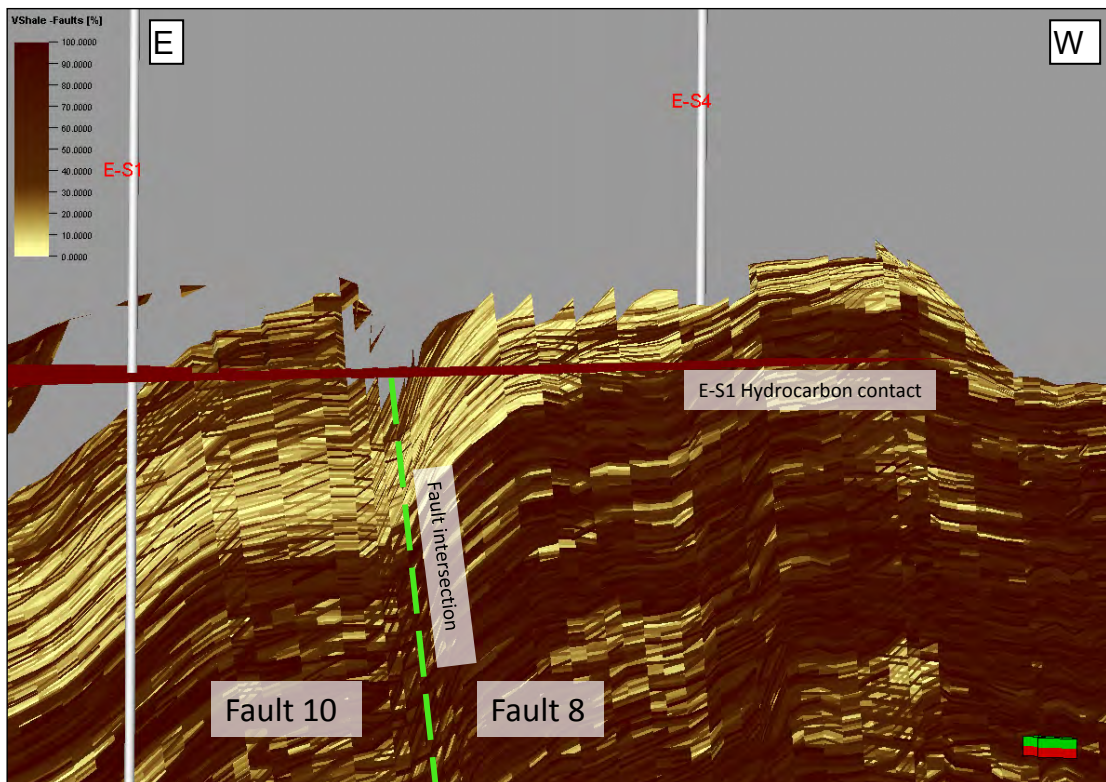 VShale -Faults [%]
100.0000
90.0000
80.0000
70.0000
60.0000
50.0000
40.0000
30.0000
20.0000
10.0000
0.0000
E
W
E-S1
E-S4
E-S1 Hydrocarbon contact
Fault intersection
Fault 10
Fault 8